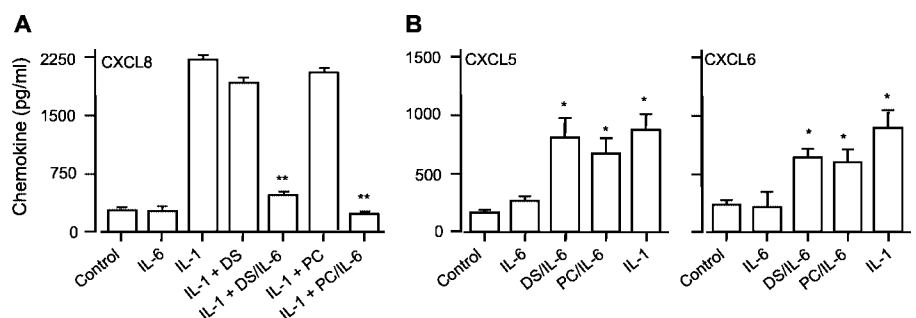 A
B
Chemokine (pg/ml)
CXCL8
2250
1500
750
0
**
**
Control
IL-6
IL-1
IL-1 + DS
IL-1 + DS/IL-6
IL-1 + PC
IL-1 + PC/IL-6
CXCL5
1500
1000
500
0
*
*
*
Control
IL-6
DS/IL-6
PC/IL-6
IL-1
CXCL6
*
*
*
Control
IL-6
DS/IL-6
PC/IL-6
IL-1